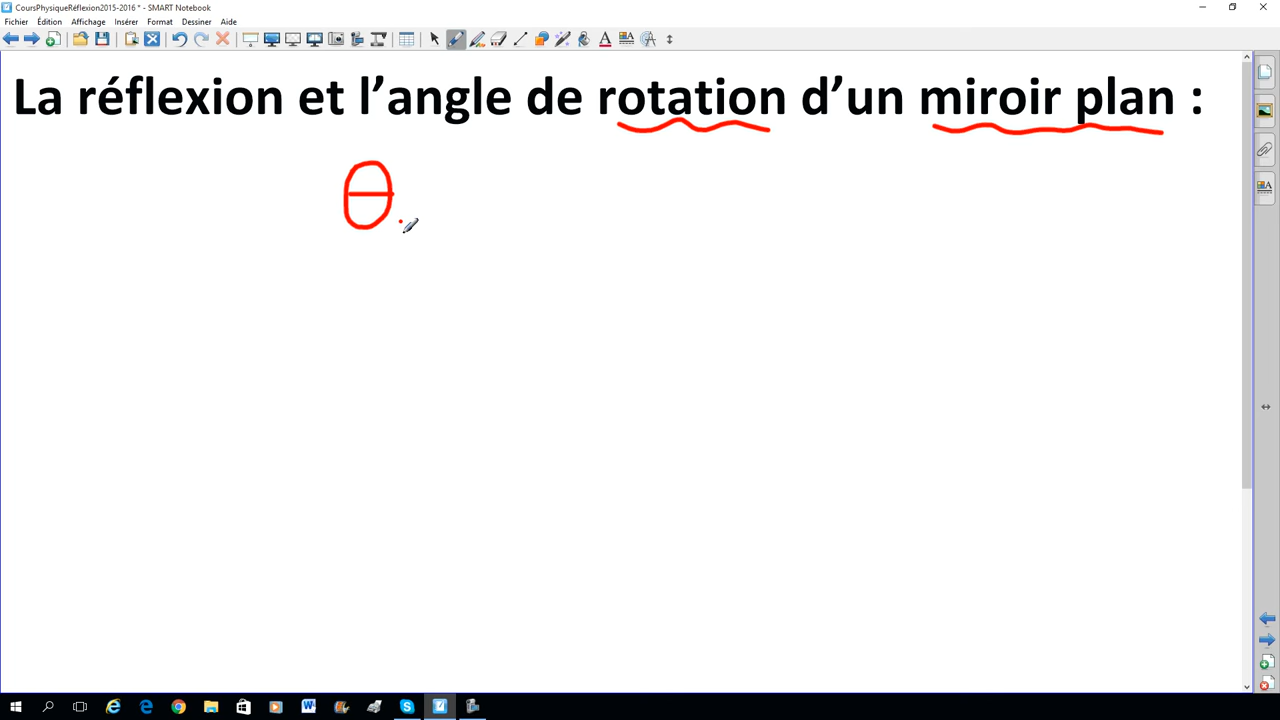 CoursPhysiqueRéflexion2015-2016 * - SMART Notebook
Fichier Édition Affichage Insérer Format Dessiner Aide
La réflexion et l’angle de rotation d’un miroir plan :
θ.